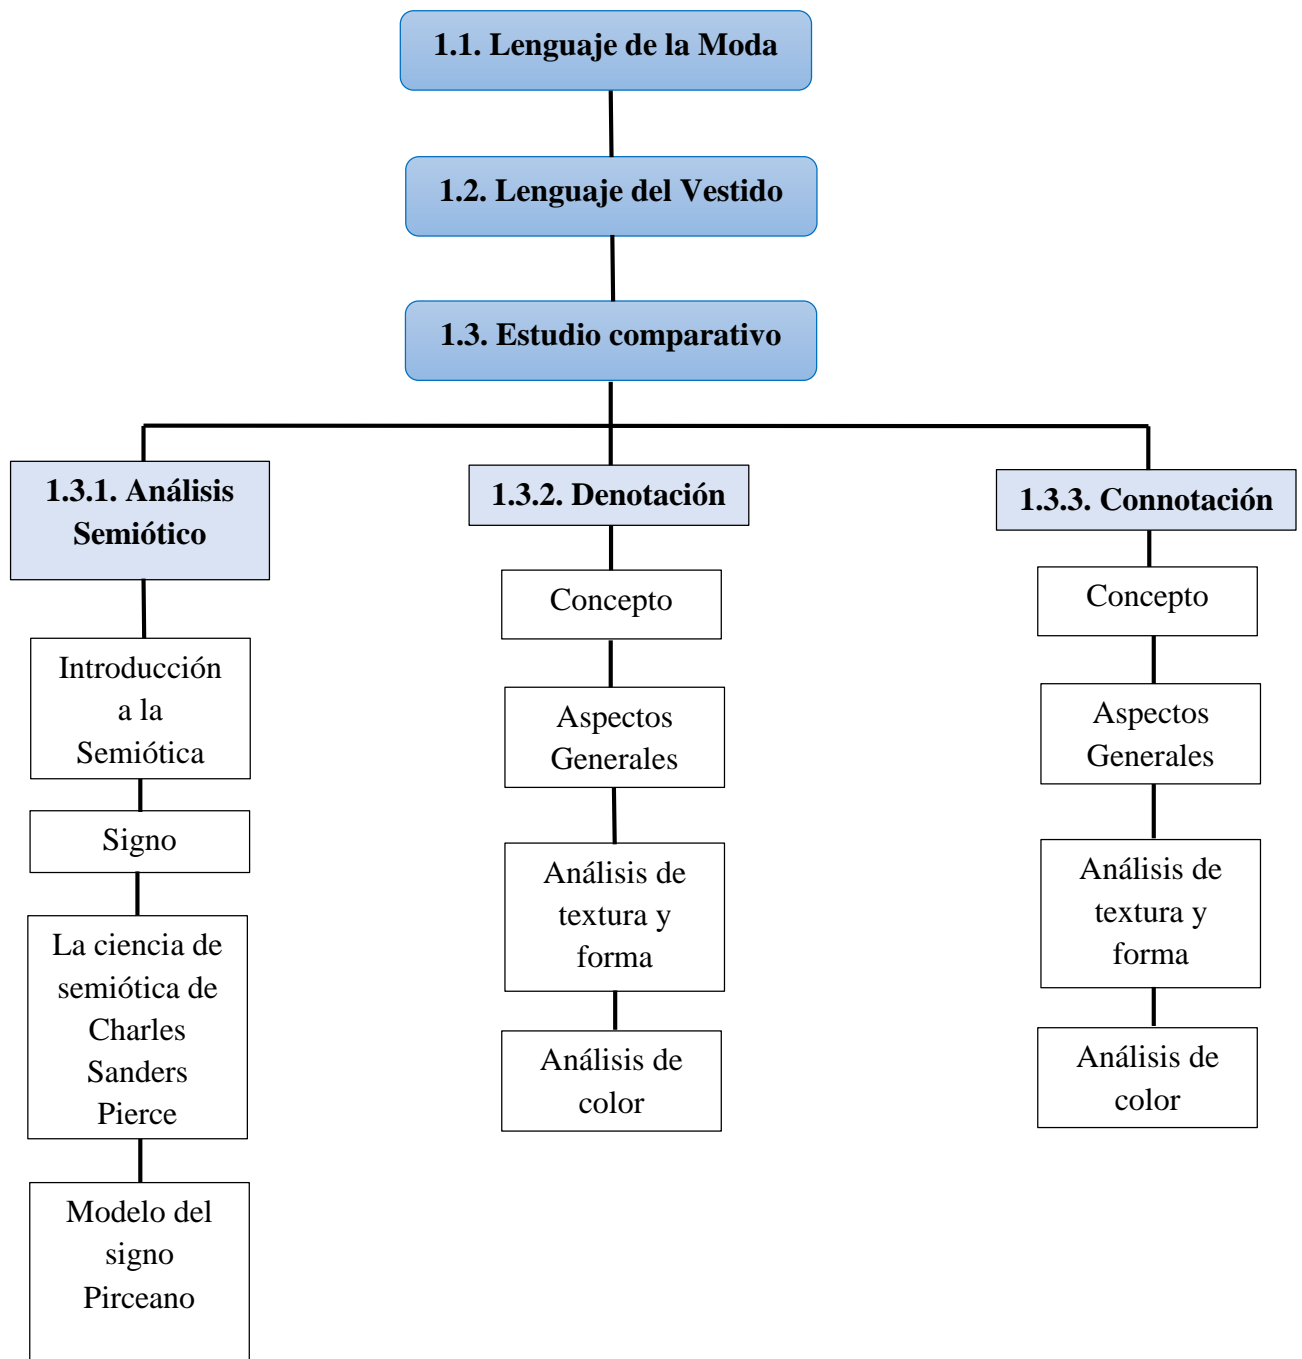 1.1. Lenguaje de la Moda
1.2. Lenguaje del Vestido
1.3. Estudio comparativo
1.3.1. Análisis
Semiótico
Introducción
a la
Semiótica
Signo
La ciencia de
semiótica de
Charles
Sanders
Pierce
Modelo del
signo
Pirceano
1.3.2. Denotación
Concepto
Aspectos
Generales
Análisis de
textura y
forma
Análisis de
color
1.3.3. Connotación
Concepto
Aspectos
Generales
Análisis de
textura y
forma
Análisis de
color